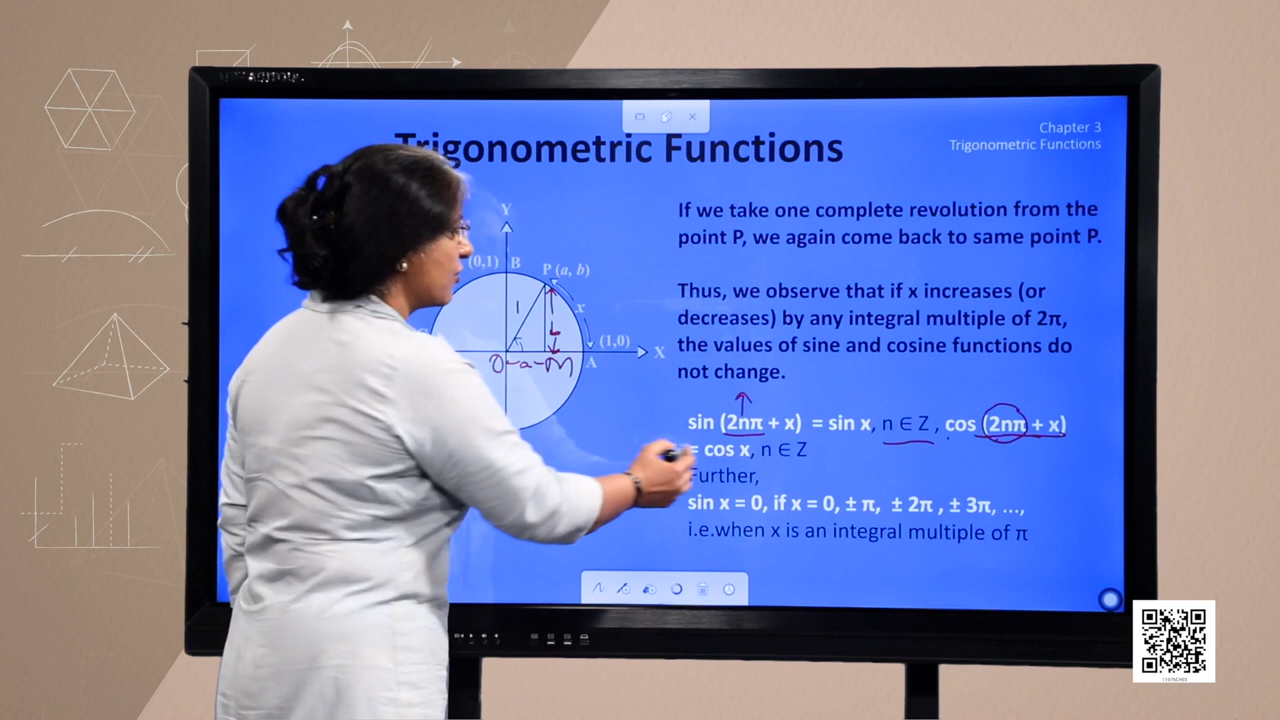 Trigonometric Functions
Chapter 3
Trigonometric Functions
Y
(0,1) B
P (a, b)
x
1
(1,0)
X
O
a
M
A
If we take one complete revolution from the
point P, we again come back to same point P.
Thus, we observe that if x increases (or
decreases) by any integral multiple of 2π,
the values of sine and cosine functions do
not change.
sin (2nπ + x) = sin x, n ∈ Z , cos (2nπ + x)
= cos x, n ∈ Z
Further,
sin x = 0, if x = 0, ± π, ± 2π , ± 3π, ...,
i.e.when x is an integral multiple of π
11076CH03